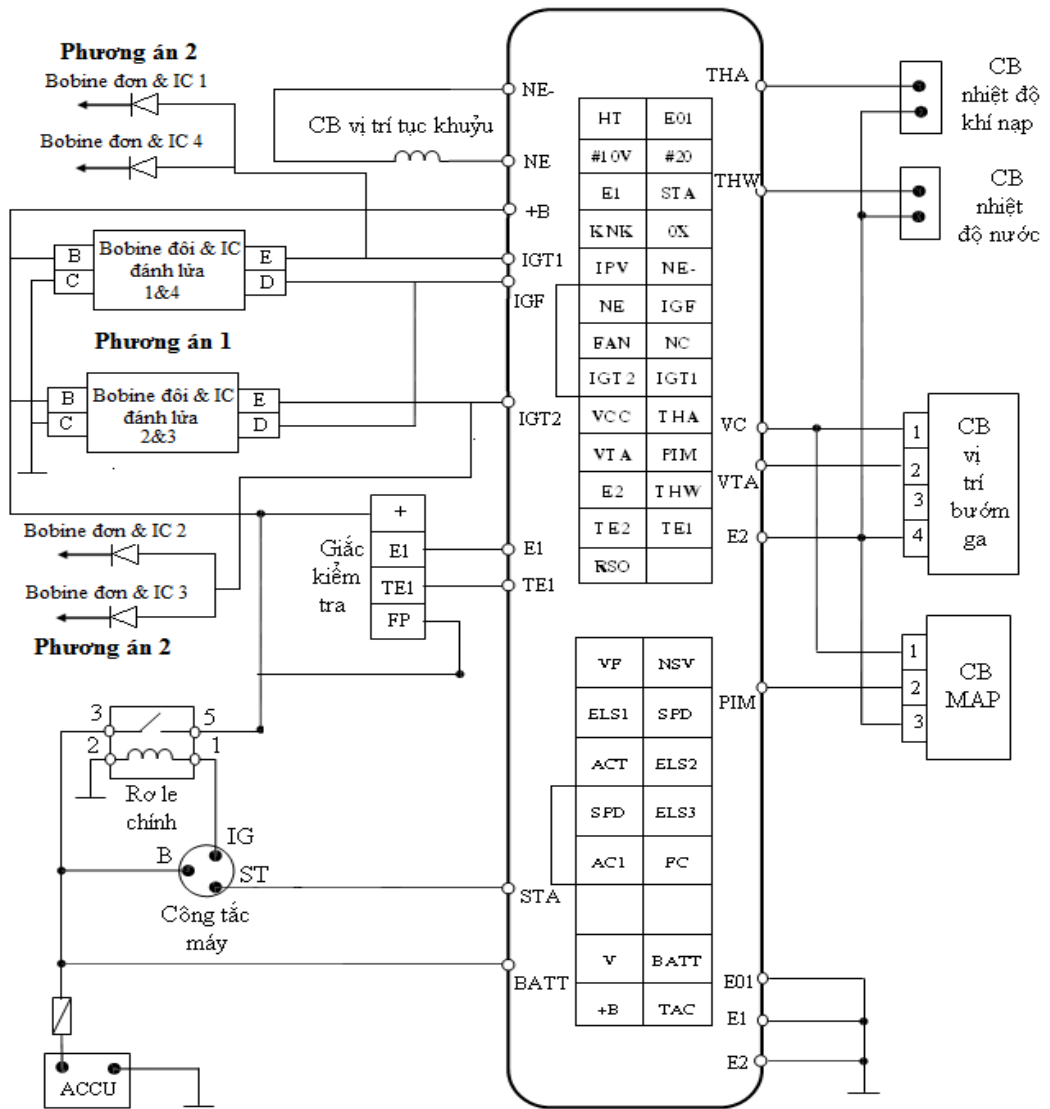 Phương án 2
Bobine đơn & IC 1
Bobine đơn & IC 4
CB vị trí tục khuỷu
B
C
Bobine đôi & IC
đánh lửa
1&4
E
D
Phương án 1
B
C
Bobine đôi & IC
đánh lửa
2&3
E
D
Bobine đơn & IC 2
Bobine đơn & IC 3
Phương án 2
Giắc
kiểm
tra
+
E1
TE1
FP
3
5
2
1
Rơ le
chính
IG
B
ST
Công tắc
máy
ACCU
NE-
NE
+B
IGT1
IGF
IGT2
E1
TE1
STA
BATT
HT E01
#10V #20
E1 STA
KNK 0X
IPV NE-
NE IGF
FAN NC
IGT 2 IGT1
VCC THA
VTA PIM
E2 THW
TE2 TE1
RSO
VF NSV
ELS1 SPD
ACT ELS2
SPD ELS3
AC1 FC
V BATT
+B TAC
THA
THW
VC
VTA
E2
PIM
E01
E1
E2
CB
nhiệt độ
khí nạp
CB
nhiệt
độ nước
1
2
3
4
CB
vị
trí
bướm
ga
1
2
3
CB
MAP